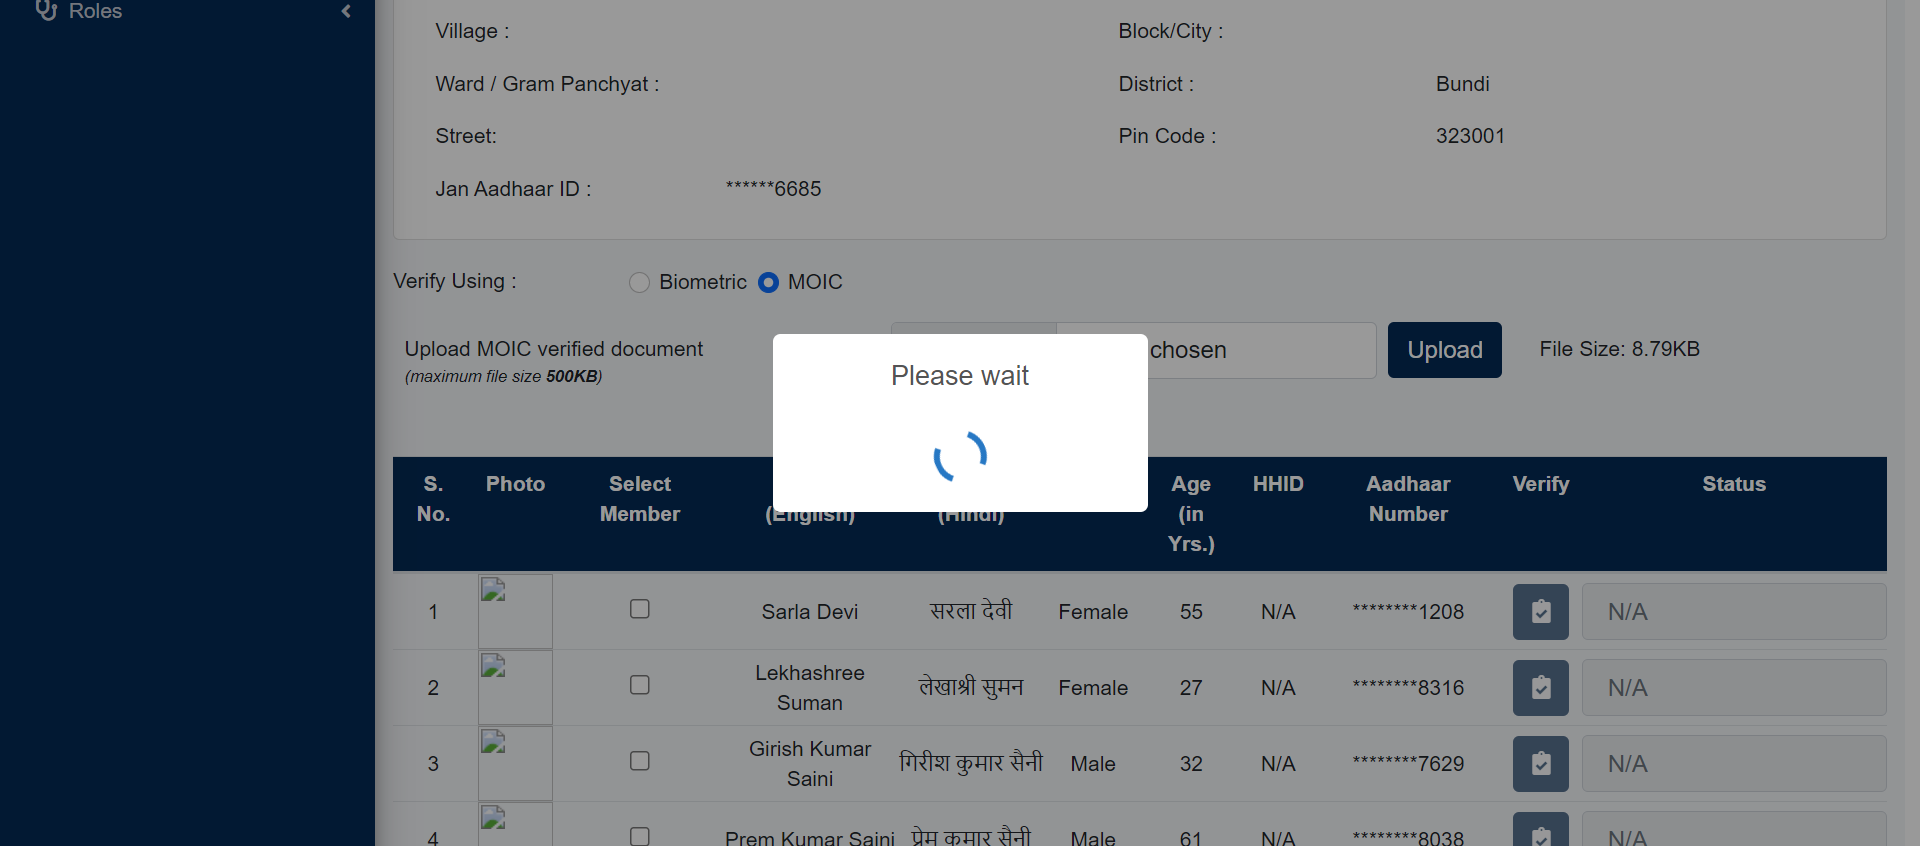 Roles
Village :
Block/City :
Ward / Gram Panchyat :
District :
Bundi
Street:
Pin Code :
323001
Jan Aadhaar ID :
******6685
Verify Using :
Biometric
MOIC
Upload MOIC verified document
(maximum file size 500KB)
chosen
Upload
File Size: 8.79KB
Please wait
S. No.
Photo
Select Member
(English)
(Hindi)
Age (in Yrs.)
HHID
Aadhaar Number
Verify
Status
1 Sarla Devi सरला देवी Female 55 N/A ********1208 N/A
2 Lekhashree Suman लेखाश्री सुमन Female 27 N/A ********8316 N/A
3 Girish Kumar Saini गिरीश कुमार सैनी Male 32 N/A ********7629 N/A
4 Prem Kumar Saini प्रेम कुमार सैनी Male 61 N/A ********8038 N/A